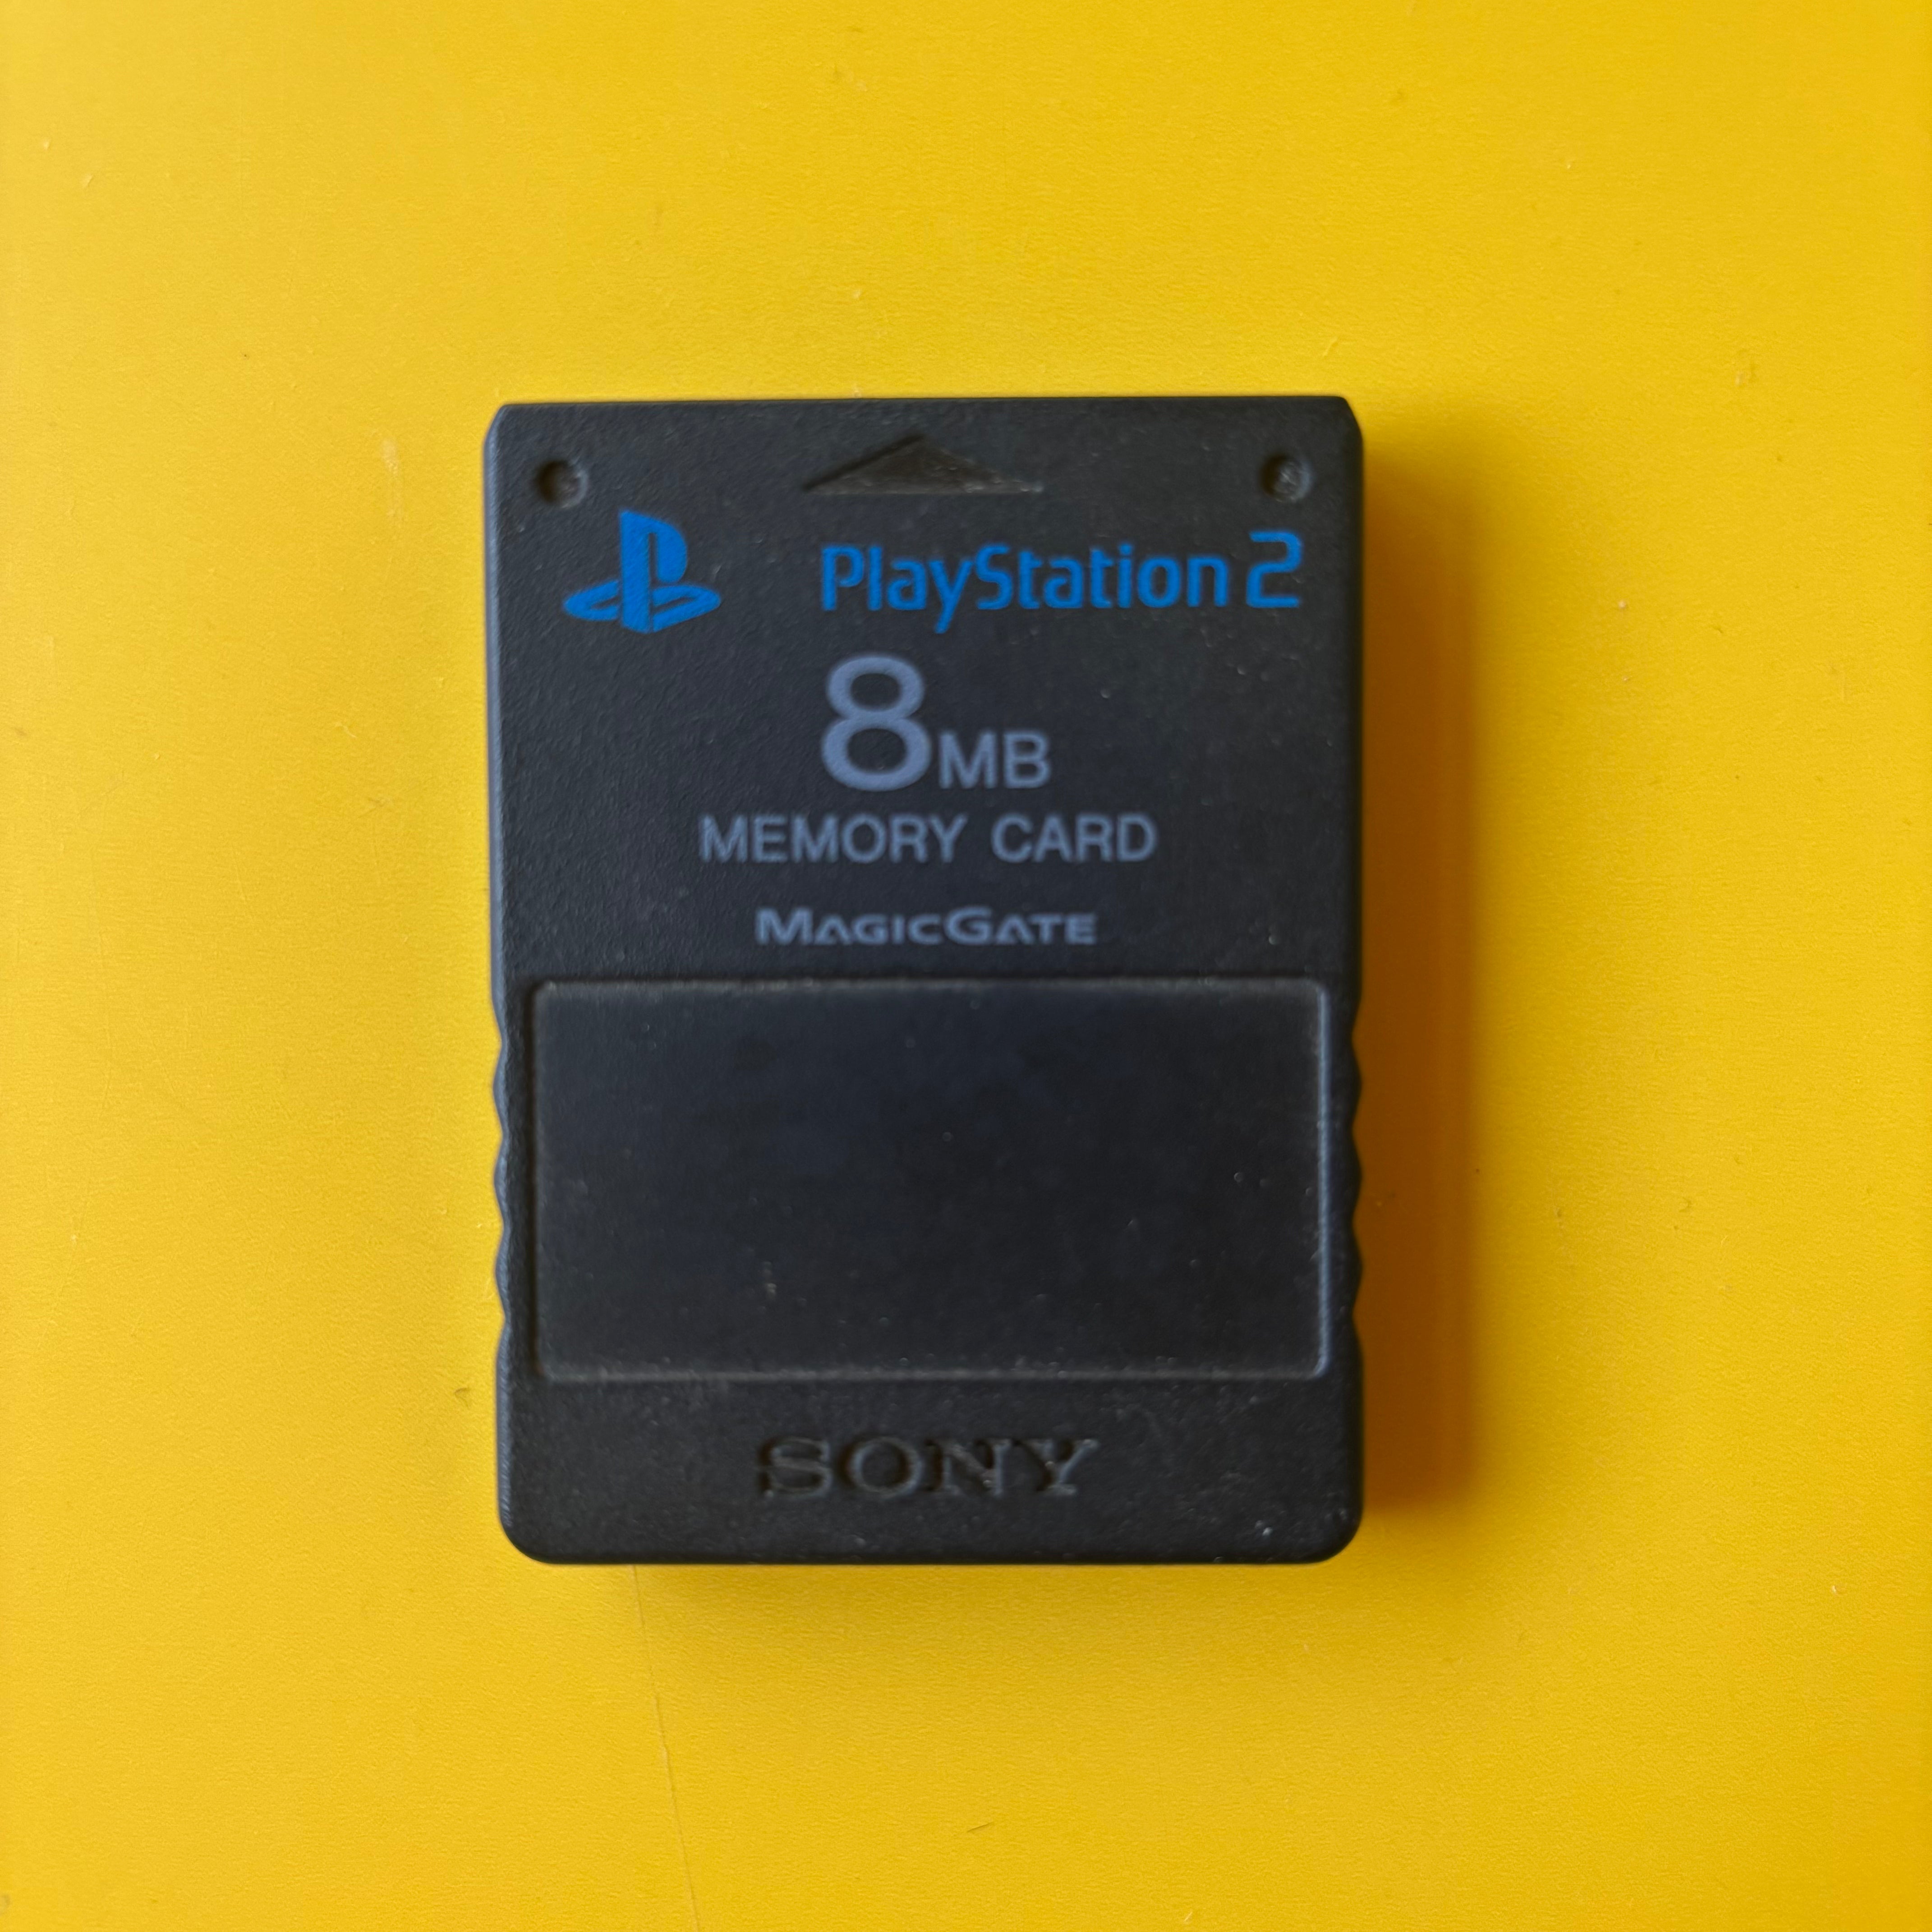 PlayStation 2
8MB
MEMORY CARD
MAGICGATE
SONY